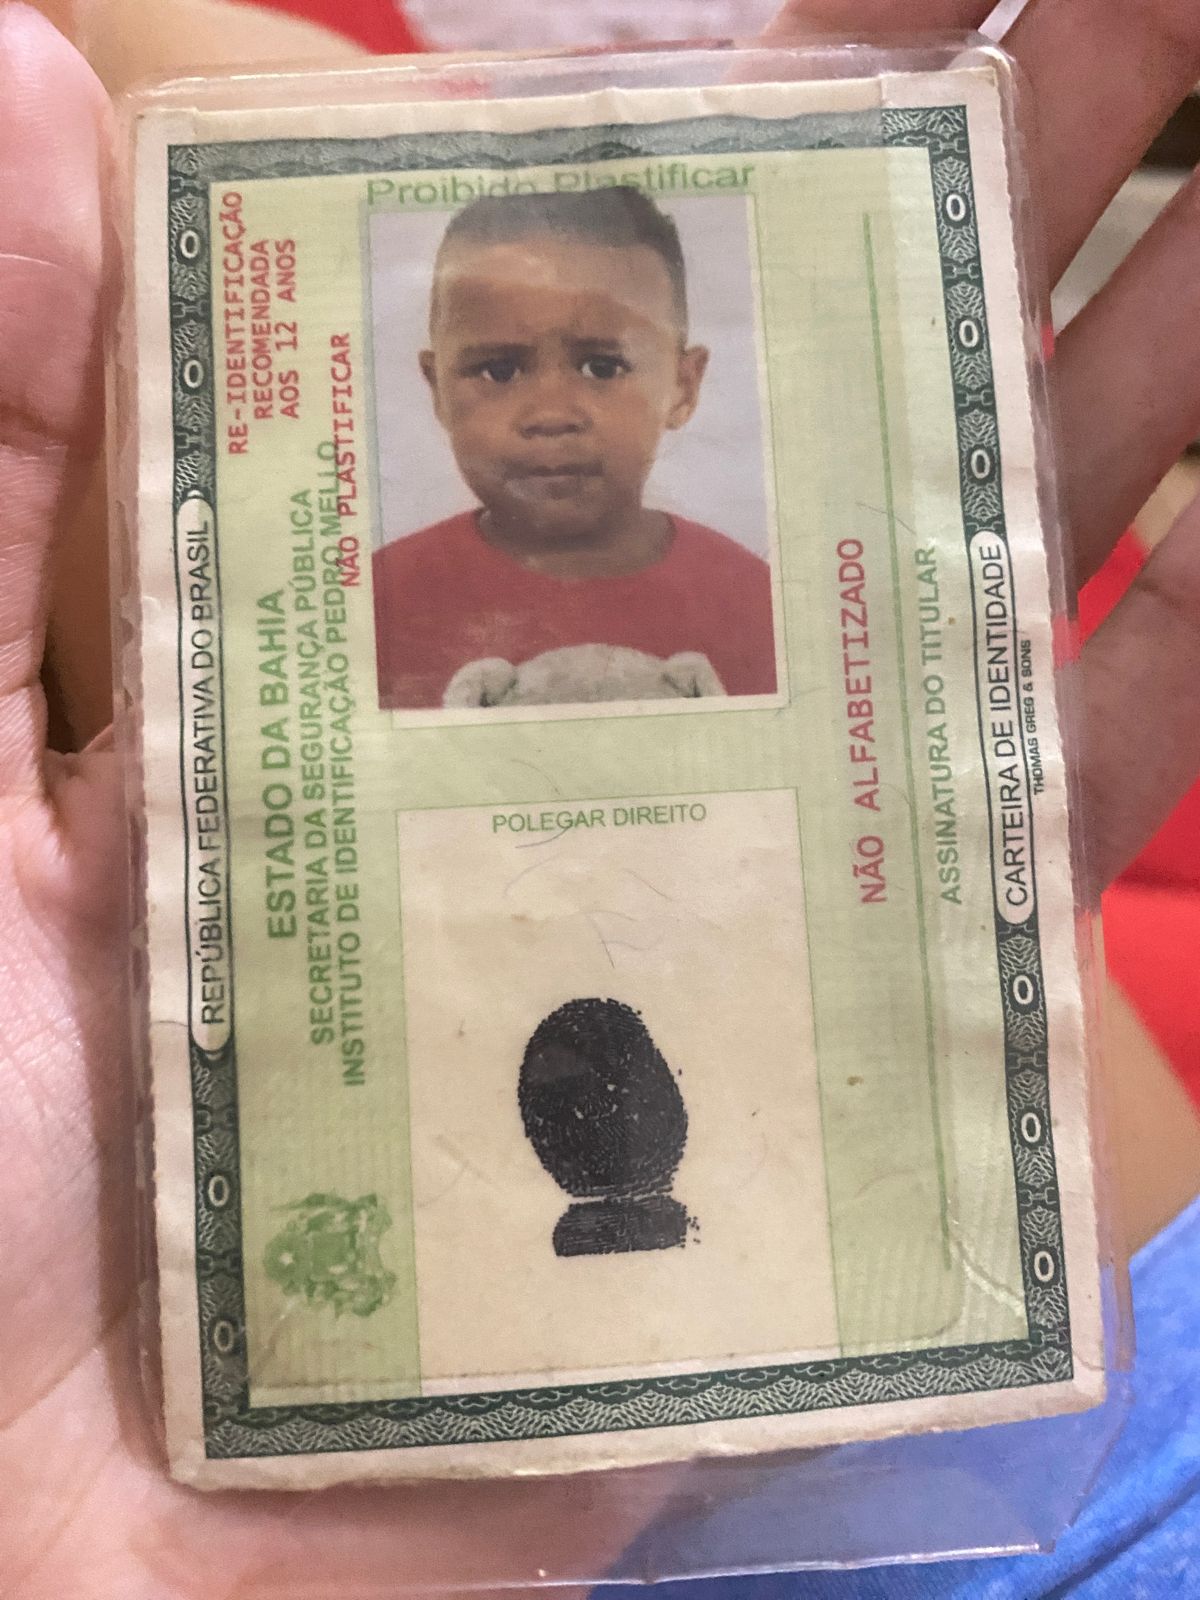 REPÚBLICA FEDERATIVA DO BRASIL
ESTADO DA BAHIA
SECRETARIA DA SEGURANÇA PÚBLICA
INSTITUTO DE IDENTIFICAÇÃO PEDRO MELLO
RE-IDENTIFICAÇÃO
RECOMENDADA
AOS 12 ANOS
NÃO PLASTIFICAR
Proibido Plastificar
POLEGAR DIREITO
NÃO ALFABETIZADO
ASSINATURA DO TITULAR
CARTEIRA DE IDENTIDADE
THOMAS GREG & SONS